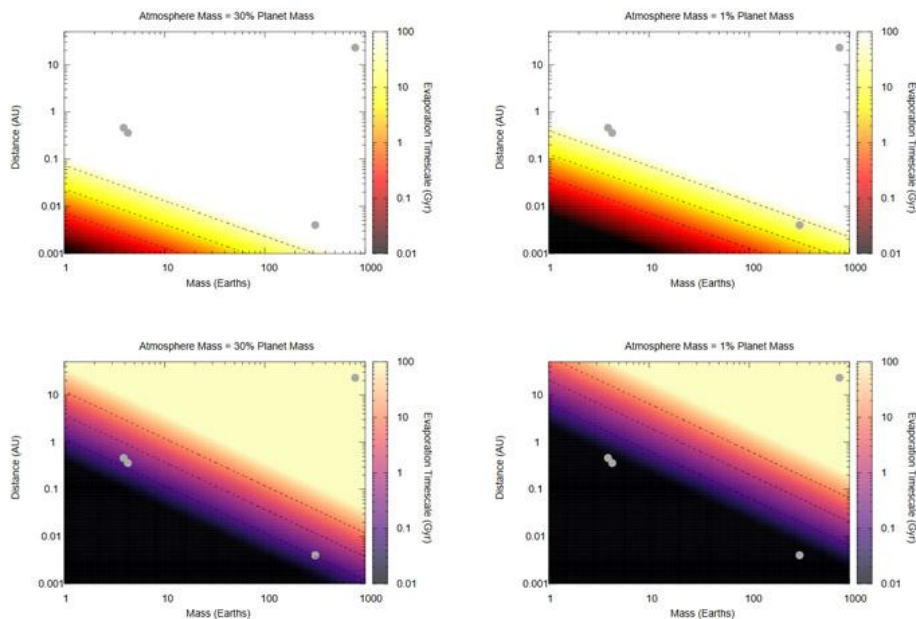 Atmosphere Mass = 30% Planet Mass
10
1
0.1
0.01
0.001
Distance (AU)
1 10 100 1000
Mass (Earths)
100
10
1
0.1
0.01
Evaporation Timescale (Gyr)
Atmosphere Mass = 1% Planet Mass
10
1
0.1
0.01
0.001
Distance (AU)
1 10 100 1000
Mass (Earths)
100
10
1
0.1
0.01
Evaporation Timescale (Gyr)
Atmosphere Mass = 30% Planet Mass
10
1
0.1
0.01
0.001
Distance (AU)
1 10 100 1000
Mass (Earths)
100
10
1
0.1
0.01
Evaporation Timescale (Gyr)
Atmosphere Mass = 1% Planet Mass
10
1
0.1
0.01
0.001
Distance (AU)
1 10 100 1000
Mass (Earths)
100
10
1
0.1
0.01
Evaporation Timescale (Gyr)